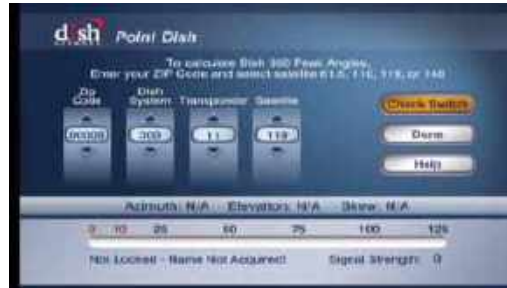 dish Point Dish
NETWORK
To calculate Dish 300 Peak Angles,
Enter your ZIP Code and select satellite 61.5, 110, 119, or 148
Zip Code Dish System Transponder Satellite
300 11 119
Check Switch
Done
Help
Azimuth: N/A Elevation: N/A Skew: N/A
0 10 25 50 75 100 125
Not Locked - Name Not Acquired Signal Strength: 0